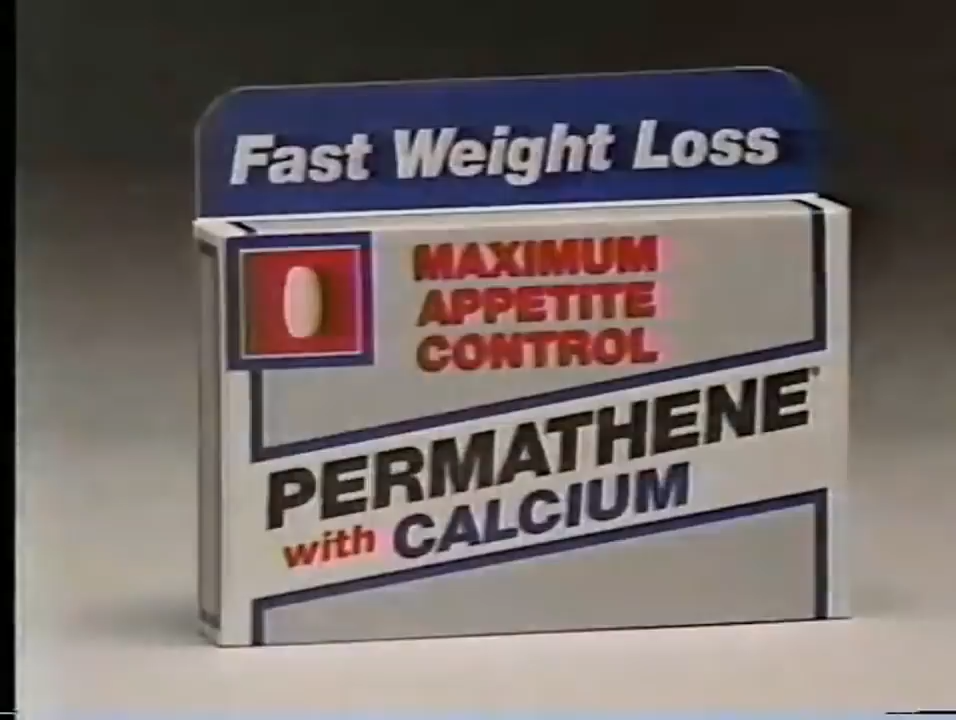 Fast Weight Loss
MAXIMUM
APPETITE
CONTROL
PERMATHENE®
with CALCIUM